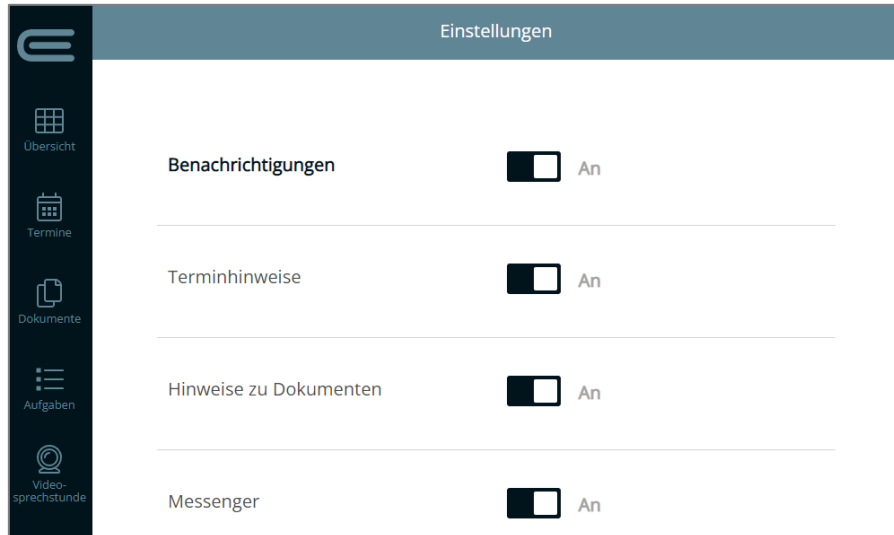 Einstellungen
Übersicht
Termine
Dokumente
Aufgaben
Video-
sprechstunde
Benachrichtigungen An
Terminhinweise An
Hinweise zu Dokumenten An
Messenger An